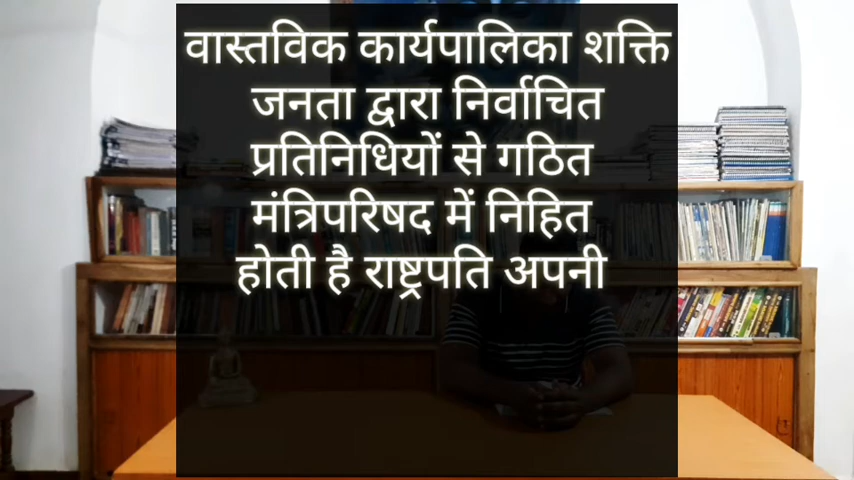 वास्तविक कार्यपालिका शक्ति
जनता द्वारा निर्वाचित
प्रतिनिधियों से गठित
मंत्रिपरिषद में निहित
होती है राष्ट्रपति अपनी